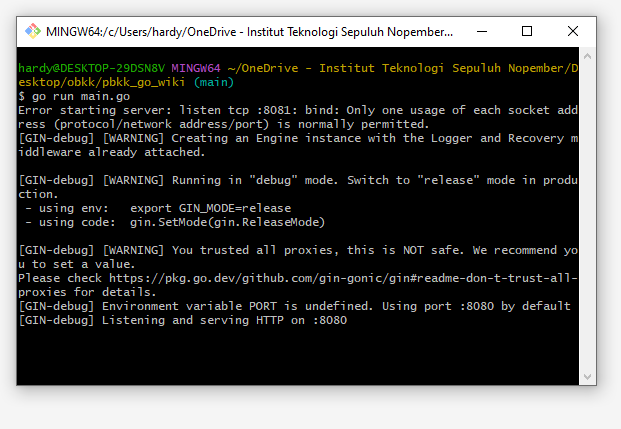 MINGW64:/c/Users/hardy/OneDrive - Institut Teknologi Sepuluh Nopember...
hardy@DESKTOP-29DSN8V MINGW64 ~/OneDrive - Institut Teknologi Sepuluh Nopember/D
esktop/obkk/pbkk_go_wiki (main)
$ go run main.go
Error starting server: listen tcp :8081: bind: Only one usage of each socket add
ress (protocol/network address/port) is normally permitted.
[GIN-debug] [WARNING] Creating an Engine instance with the Logger and Recovery m
iddleware already attached.
[GIN-debug] [WARNING] Running in "debug" mode. Switch to "release" mode in produ
ction.
- using env:   export GIN_MODE=release
- using code:  gin.SetMode(gin.ReleaseMode)
[GIN-debug] [WARNING] You trusted all proxies, this is NOT safe. We recommend yo
u to set a value.
Please check https://pkg.go.dev/github.com/gin-gonic/gin#readme-don-t-trust-all-
proxies for details.
[GIN-debug] Environment variable PORT is undefined. Using port :8080 by default
[GIN-debug] Listening and serving HTTP on :8080